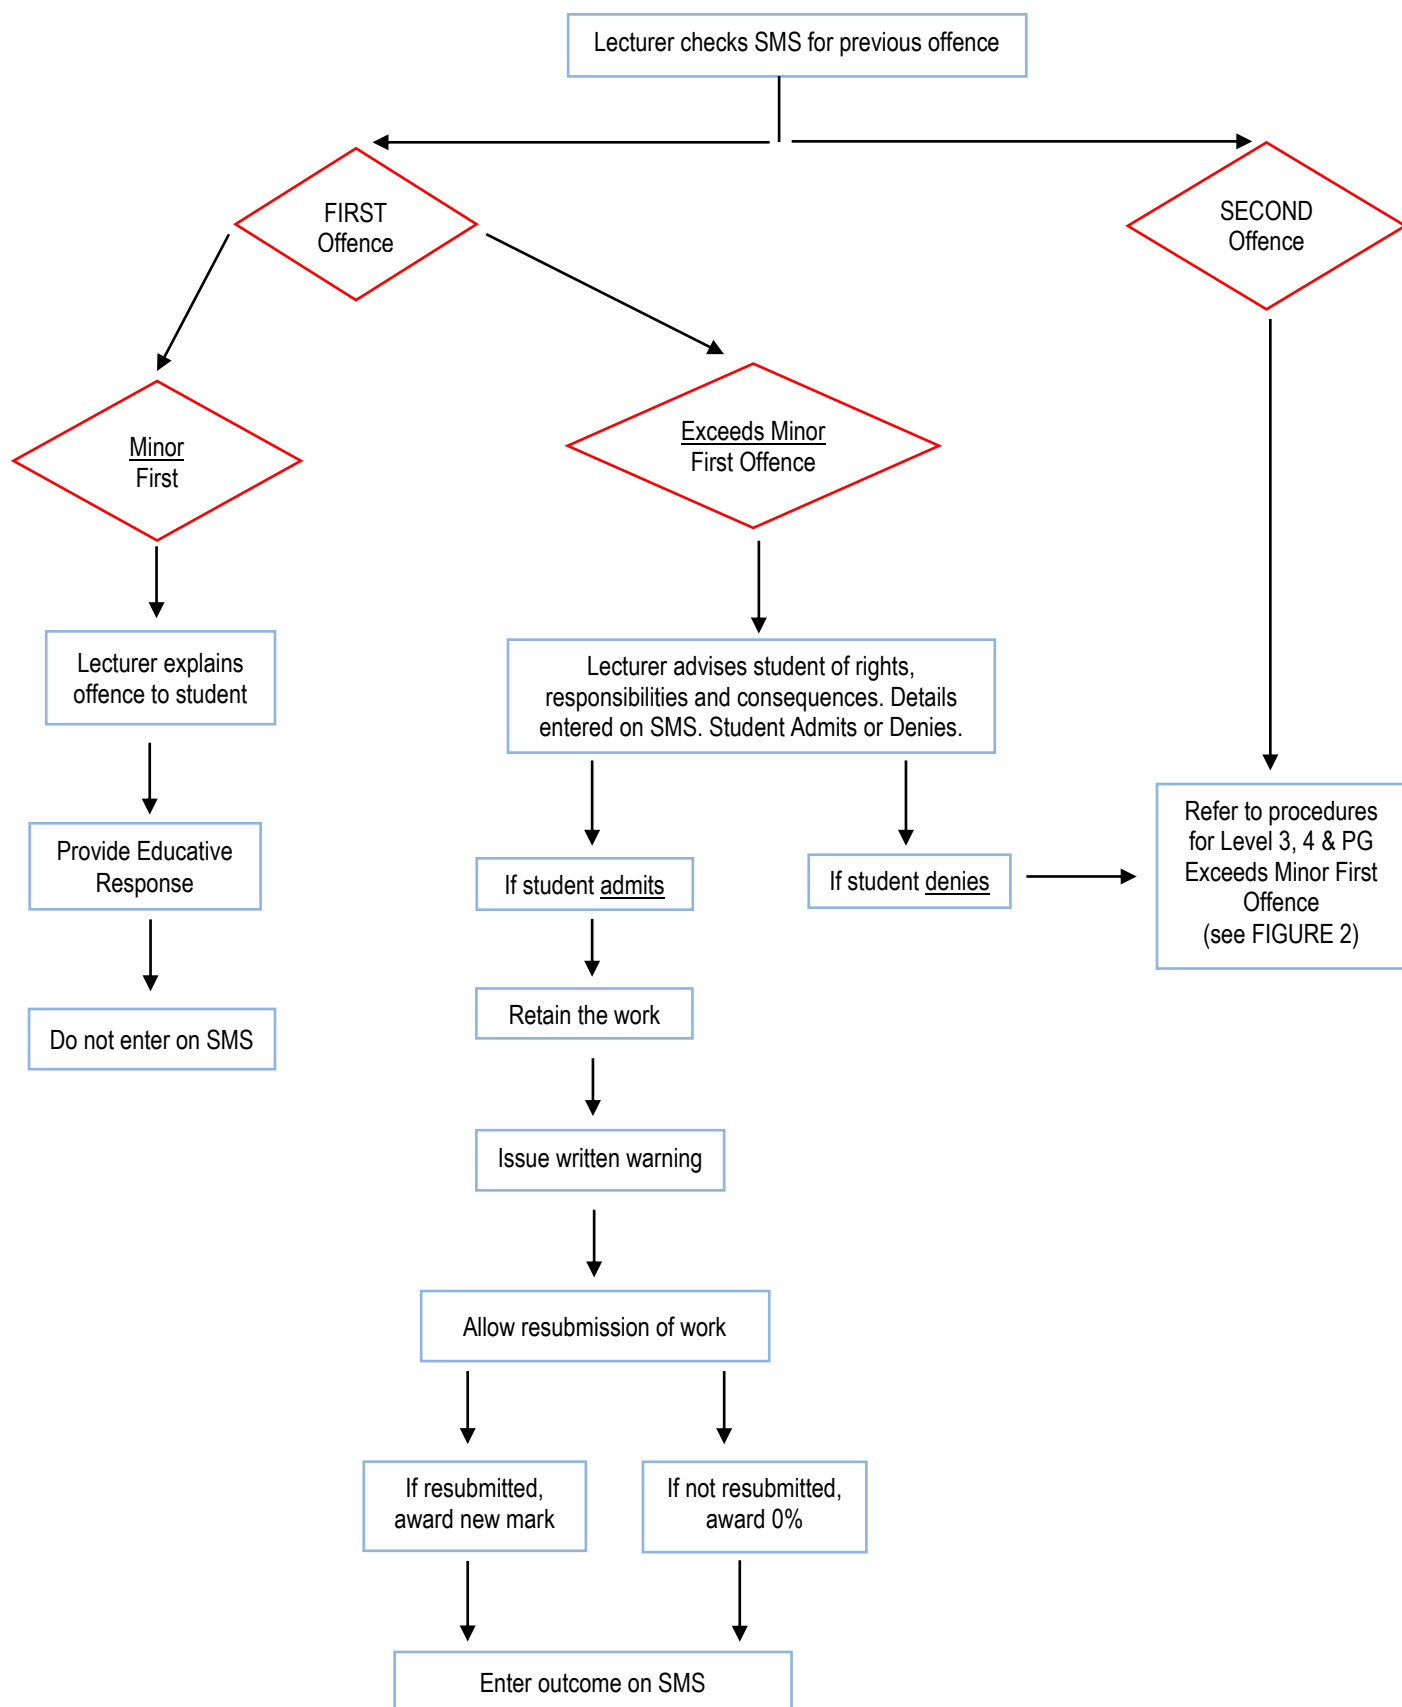 Lecturer checks SMS for previous offence
FIRST
Offence
SECOND
Offence
Minor
First
Exceeds Minor
First Offence
Lecturer explains
offence to student
Lecturer advises student of rights,
responsibilities and consequences. Details
entered on SMS. Student Admits or Denies.
Provide Educative
Response
If student admits
If student denies
Refer to procedures
for Level 3, 4 & PG
Exceeds Minor First
Offence
(see FIGURE 2)
Do not enter on SMS
Retain the work
Issue written warning
Allow resubmission of work
If resubmitted,
award new mark
If not resubmitted,
award 0%
Enter outcome on SMS